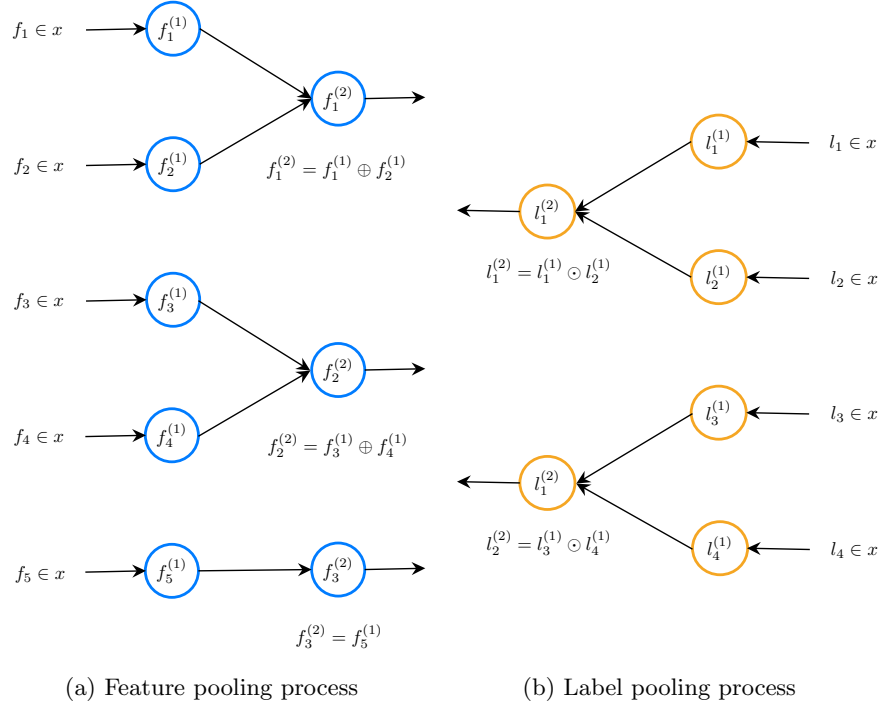 f_1 ∈ x
f_1^{(1)}
f_1^{(2)}
f_2 ∈ x
f_2^{(1)}
f_1^{(2)} = f_1^{(1)} ⊕ f_2^{(1)}
f_3 ∈ x
f_3^{(1)}
f_2^{(2)}
f_4 ∈ x
f_4^{(1)}
f_2^{(2)} = f_3^{(1)} ⊕ f_4^{(1)}
f_5 ∈ x
f_5^{(1)}
f_3^{(2)}
f_3^{(2)} = f_5^{(1)}
(a) Feature pooling process
l_1^{(1)}
l_1 ∈ x
l_1^{(2)}
l_1^{(2)} = l_1^{(1)} ⊙ l_2^{(1)}
l_2^{(1)}
l_2 ∈ x
l_3^{(1)}
l_3 ∈ x
l_1^{(2)}
l_2^{(2)} = l_3^{(1)} ⊙ l_4^{(1)}
l_4^{(1)}
l_4 ∈ x
(b) Label pooling process